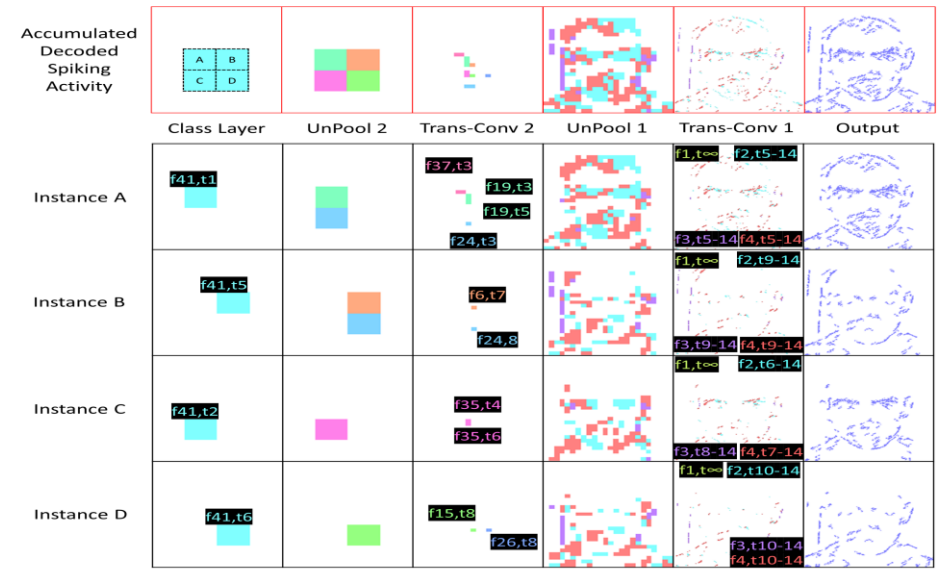 Accumulated
Decoded
Spiking
Activity
A B
C D
Class Layer UnPool 2 Trans-Conv 2 UnPool 1 Trans-Conv 1 Output
Instance A
f41,t1
f37,t3
f19,t3
f19,t5
f24,t3
f1,t∞ f2,t5-14
f3,t5-14 f4,t5-14
Instance B
f41,t5
f6,t7
f24,8
f1,t∞ f2,t9-14
f3,t9-14 f4,t9-14
Instance C
f41,t2
f35,t4
f35,t6
f1,t∞ f2,t6-14
f3,t8-14 f4,t7-14
Instance D
f41,t6
f15,t8
f26,t8
f1,t∞ f2,t10-14
f3,t10-14
f4,t10-14